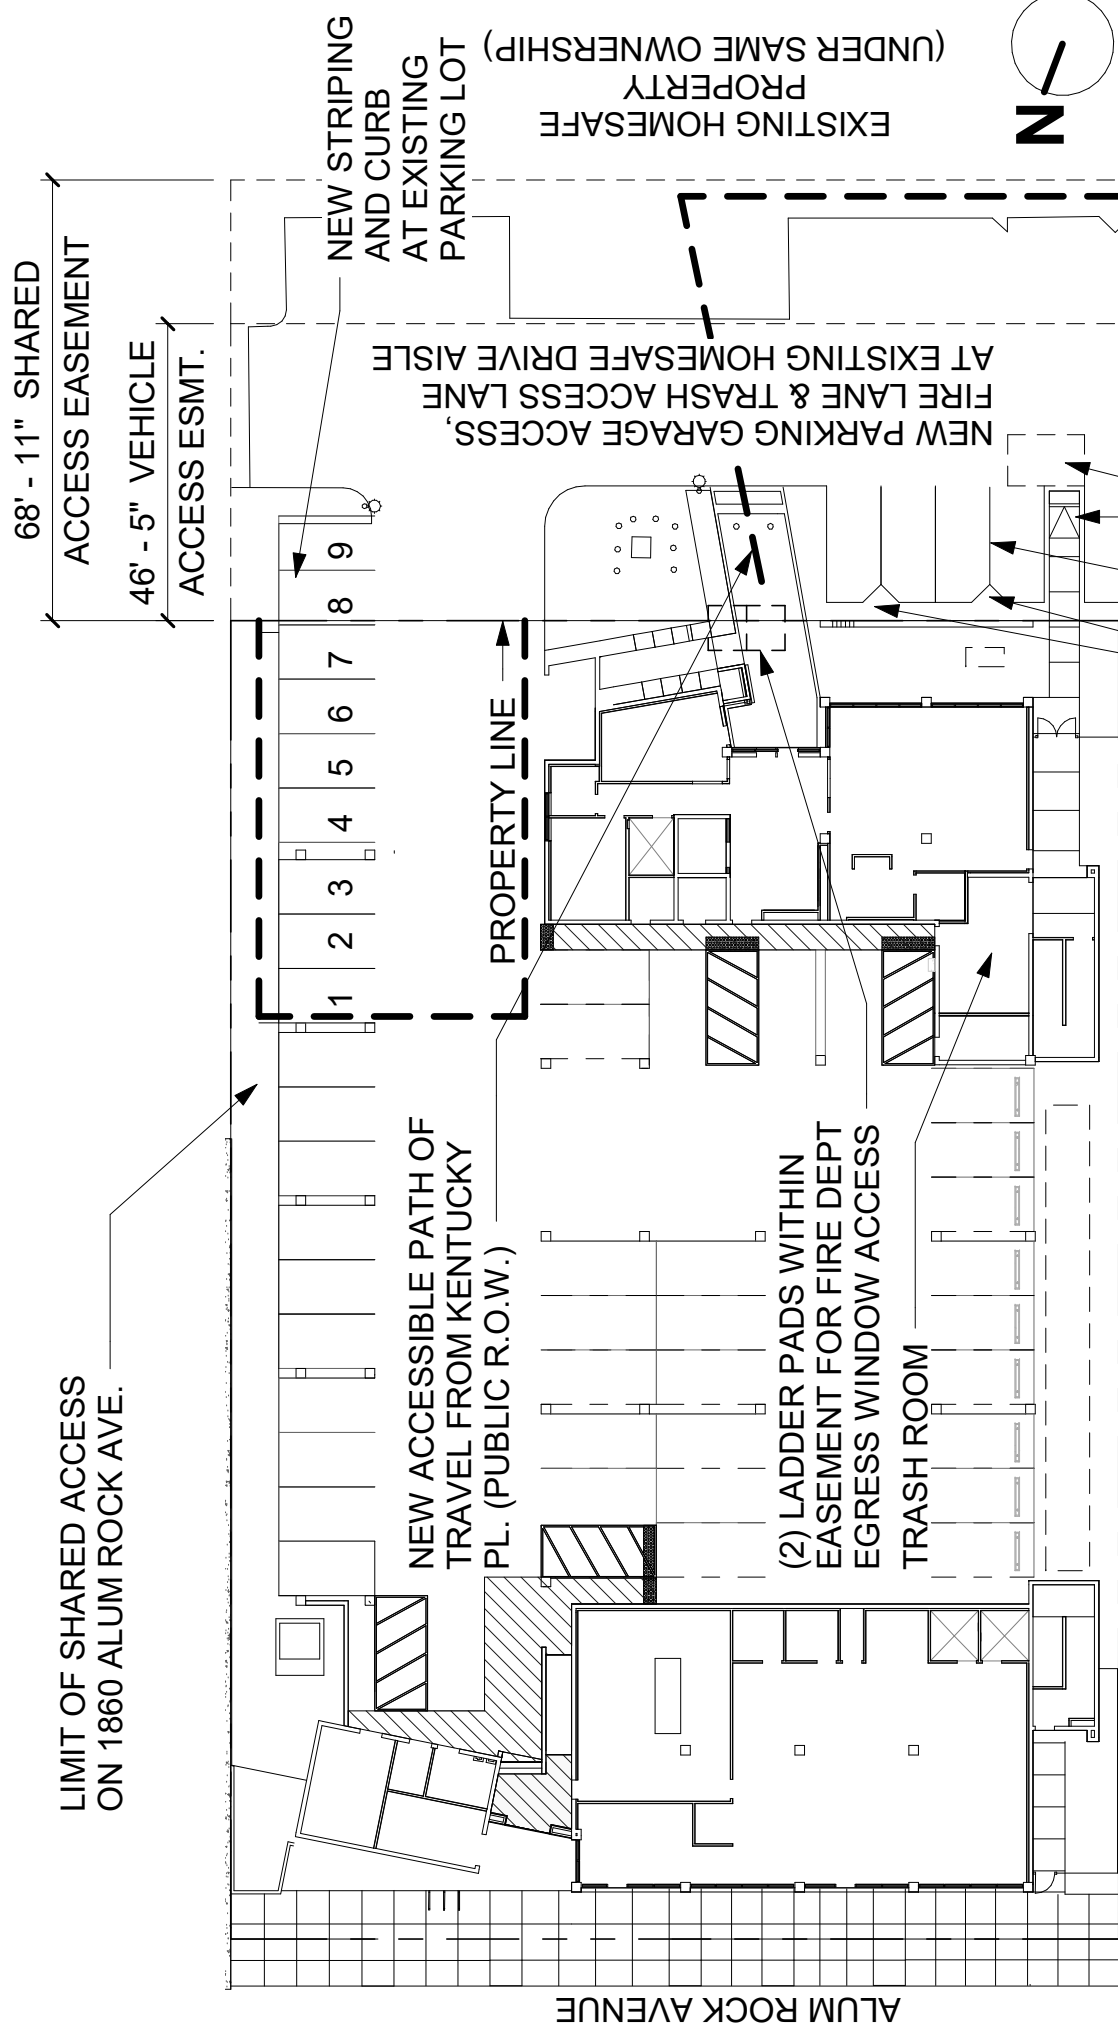 68' - 11" SHARED
ACCESS EASEMENT
46' - 5" VEHICLE
ACCESS ESMT.
NEW STRIPING
AND CURB
AT EXISTING
PARKING LOT
EXISTING HOMESAFE
PROPERTY
(UNDER SAME OWNERSHIP)
N
NEW PARKING GARAGE ACCESS,
FIRE LANE & TRASH ACCESS LANE
AT EXISTING HOMESAFE DRIVE AISLE
1
2
3
4
5
6
7
8
9
PROPERTY LINE
LIMIT OF SHARED ACCESS
ON 1860 ALUM ROCK AVE.
NEW ACCESSIBLE PATH OF
TRAVEL FROM KENTUCKY
PL. (PUBLIC R.O.W.)
(2) LADDER PADS WITHIN
EASEMENT FOR FIRE DEPT
EGRESS WINDOW ACCESS
TRASH ROOM
ALUM ROCK AVENUE